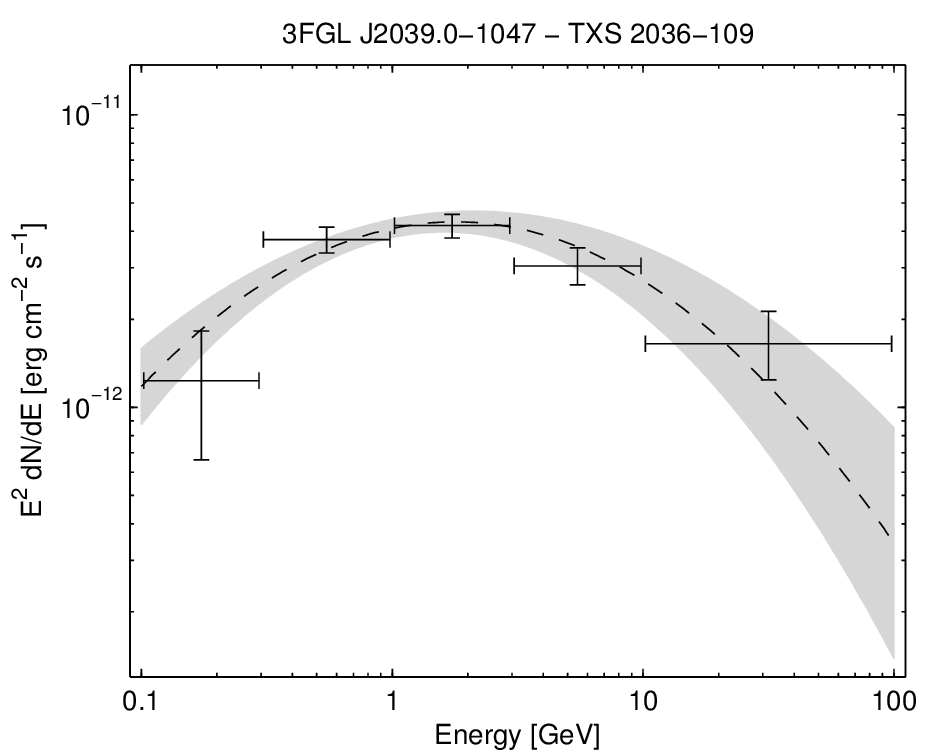 3FGL J2039.0−1047 − TXS 2036−109
E² dN/dE [erg cm⁻² s⁻¹]
10⁻¹¹
10⁻¹²
0.1 1 10 100
Energy [GeV]